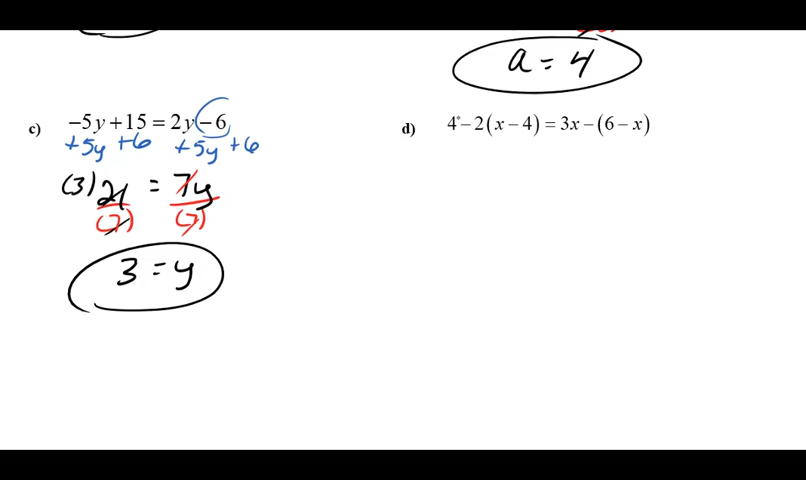 a = 4
c) −5y+15 = 2y−6
+5y +6 +5y +6
(3) 21 = 7y
(7) (7)
3 = y
d) 4−2(x−4) = 3x−(6−x)